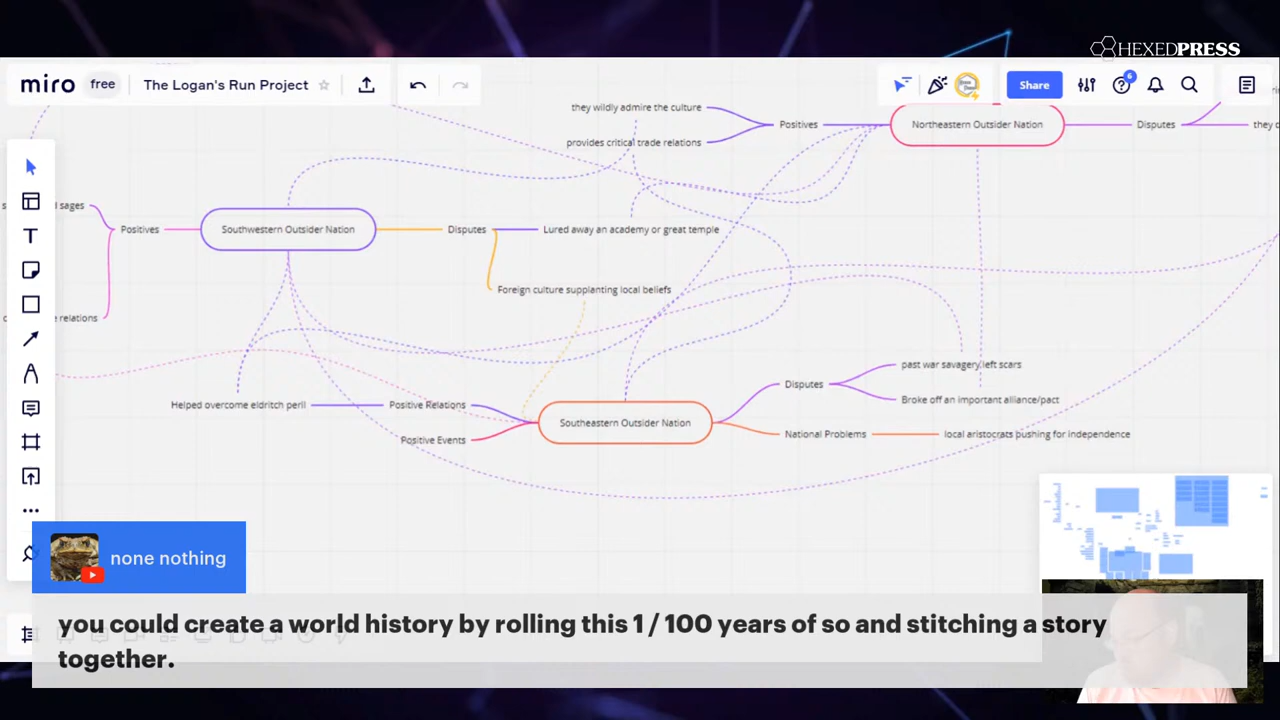 HEXEDPRESS
miro free The Logan's Run Project Share 6
they wildly admire the culture
Positives
Northeastern Outsider Nation
Disputes
they
provides critical trade relations
sages
Positives
Southwestern Outsider Nation
Disputes
Lured away an academy or great temple
Foreign culture supplanting local beliefs
relations
past war savagery left scars
Disputes
Helped overcome eldritch peril
Positive Relations
Broke off an important alliance/pact
Southeastern Outsider Nation
Positive Events
National Problems
local aristocrats pushing for independence
none nothing
you could create a world history by rolling this 1 / 100 years of so and stitching a story
together.